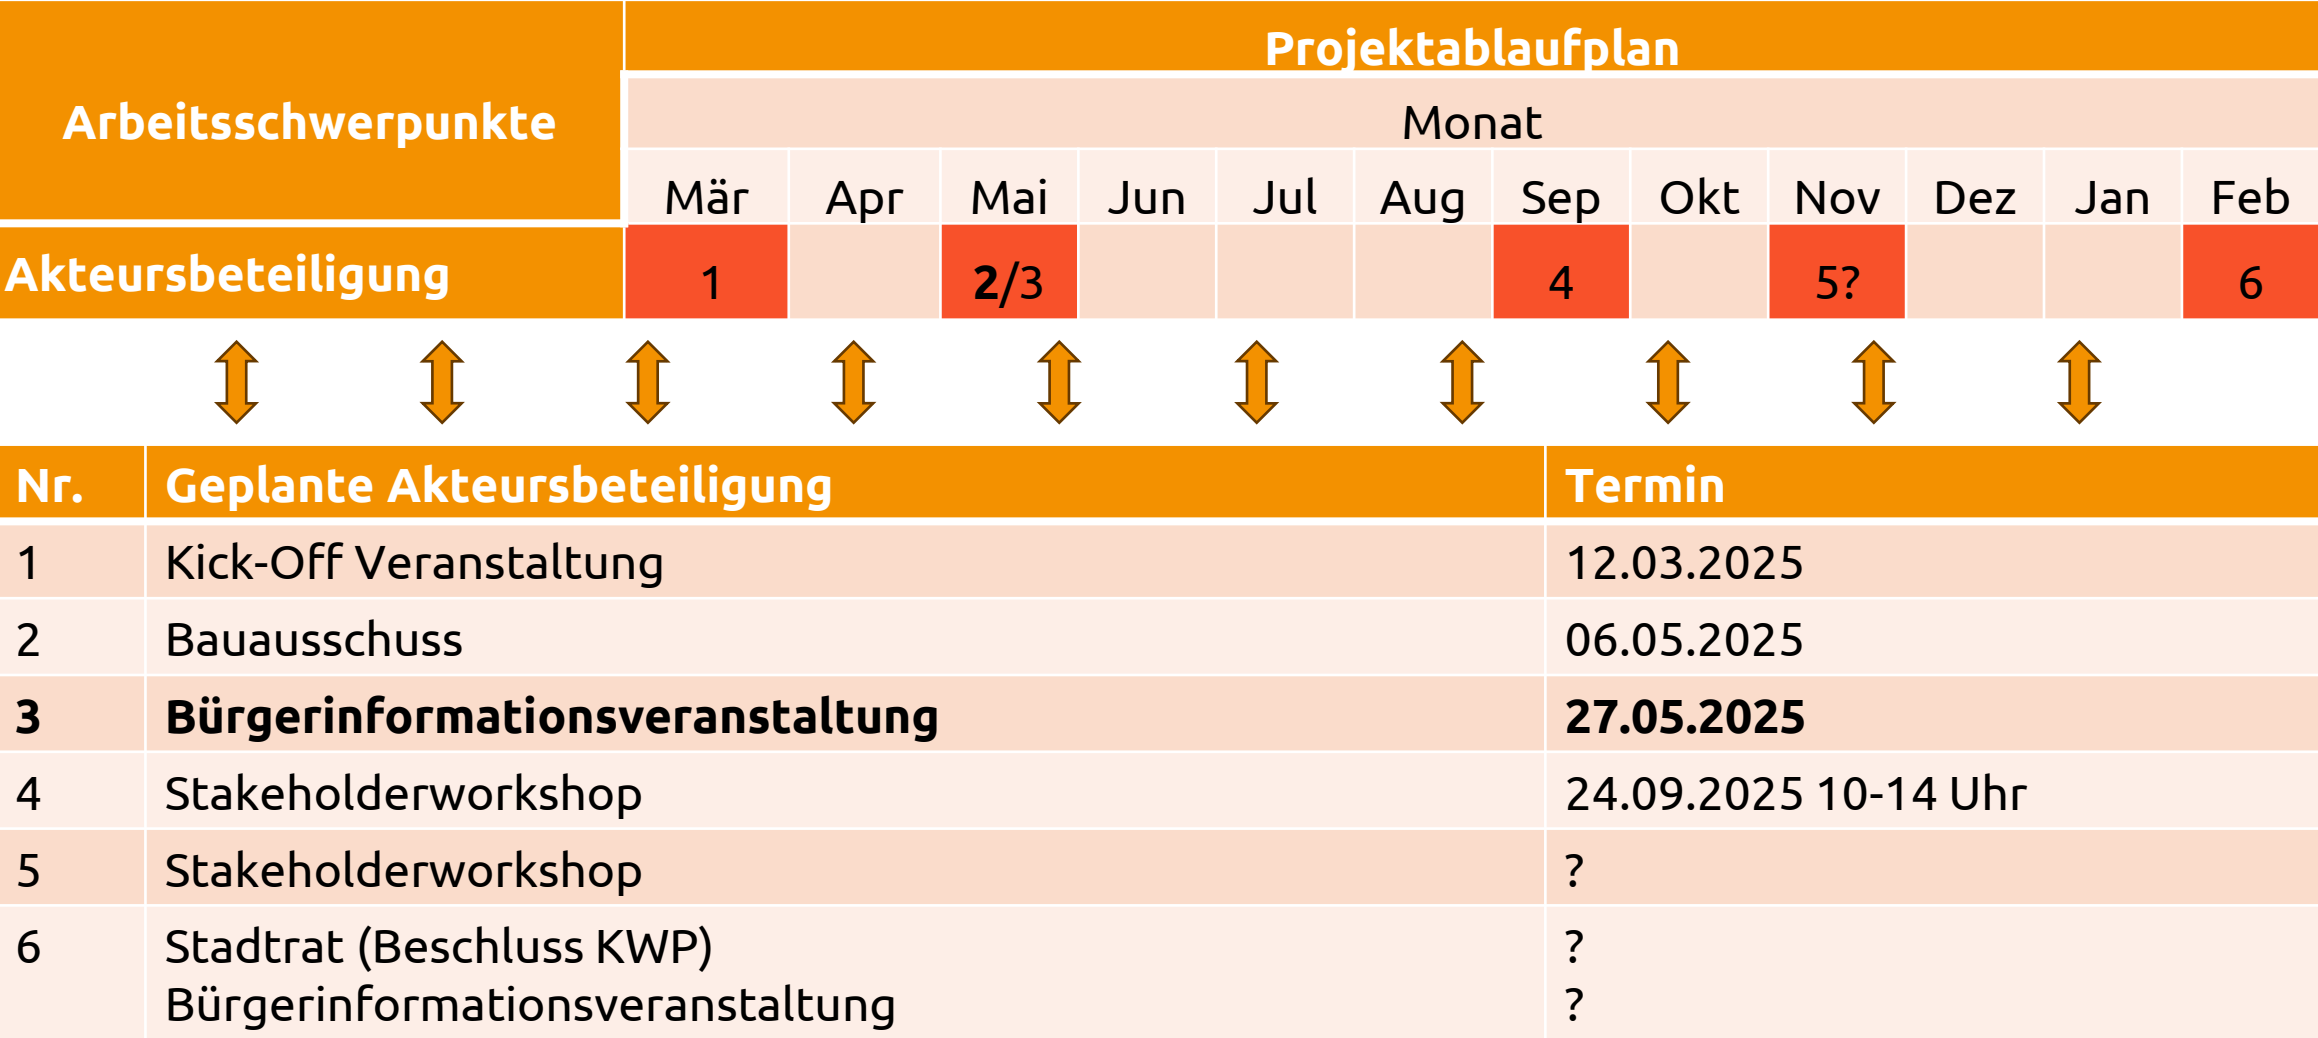 Projektablaufplan
Arbeitsschwerpunkte
Monat
Mär Apr Mai Jun Jul Aug Sep Okt Nov Dez Jan Feb
Akteursbeteiligung 1 2/3 4 5? 6
Nr. Geplante Akteursbeteiligung Termin
1 Kick-Off Veranstaltung 12.03.2025
2 Bauausschuss 06.05.2025
3 Bürgerinformationsveranstaltung 27.05.2025
4 Stakeholderworkshop 24.09.2025 10-14 Uhr
5 Stakeholderworkshop ?
6 Stadtrat (Beschluss KWP) ?
Bürgerinformationsveranstaltung ?